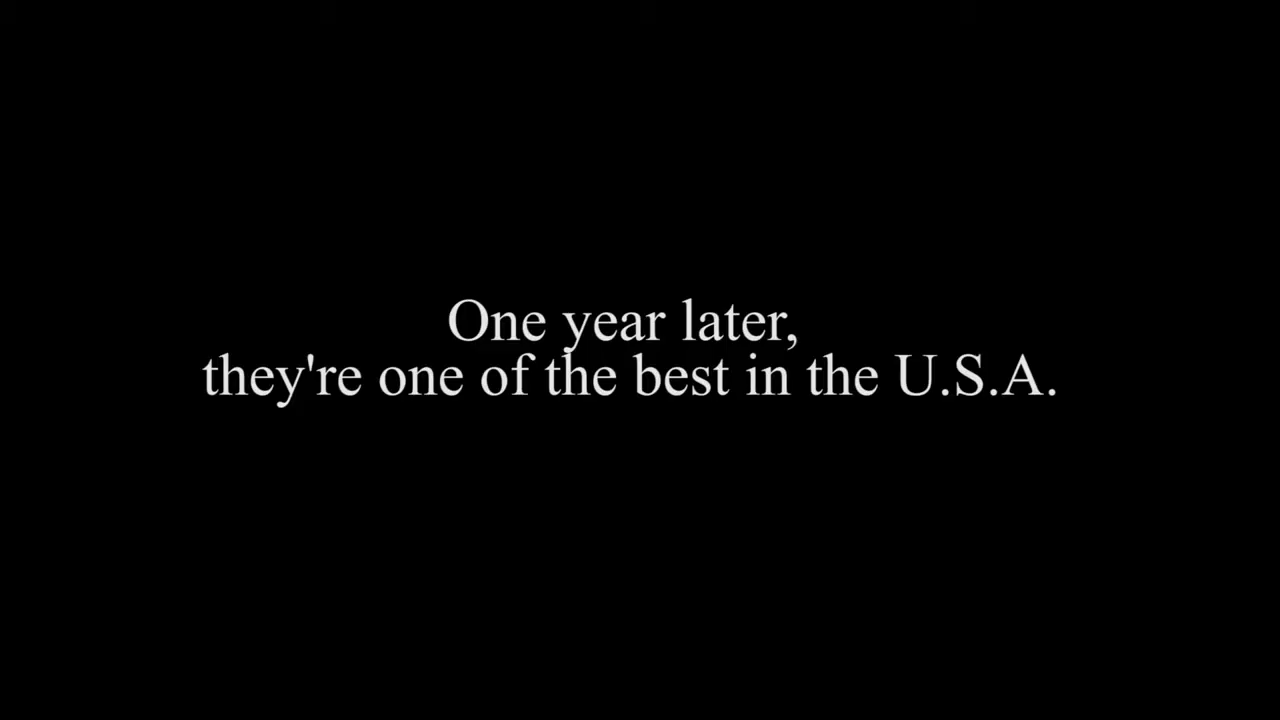 One year later,
they're one of the best in the U.S.A.